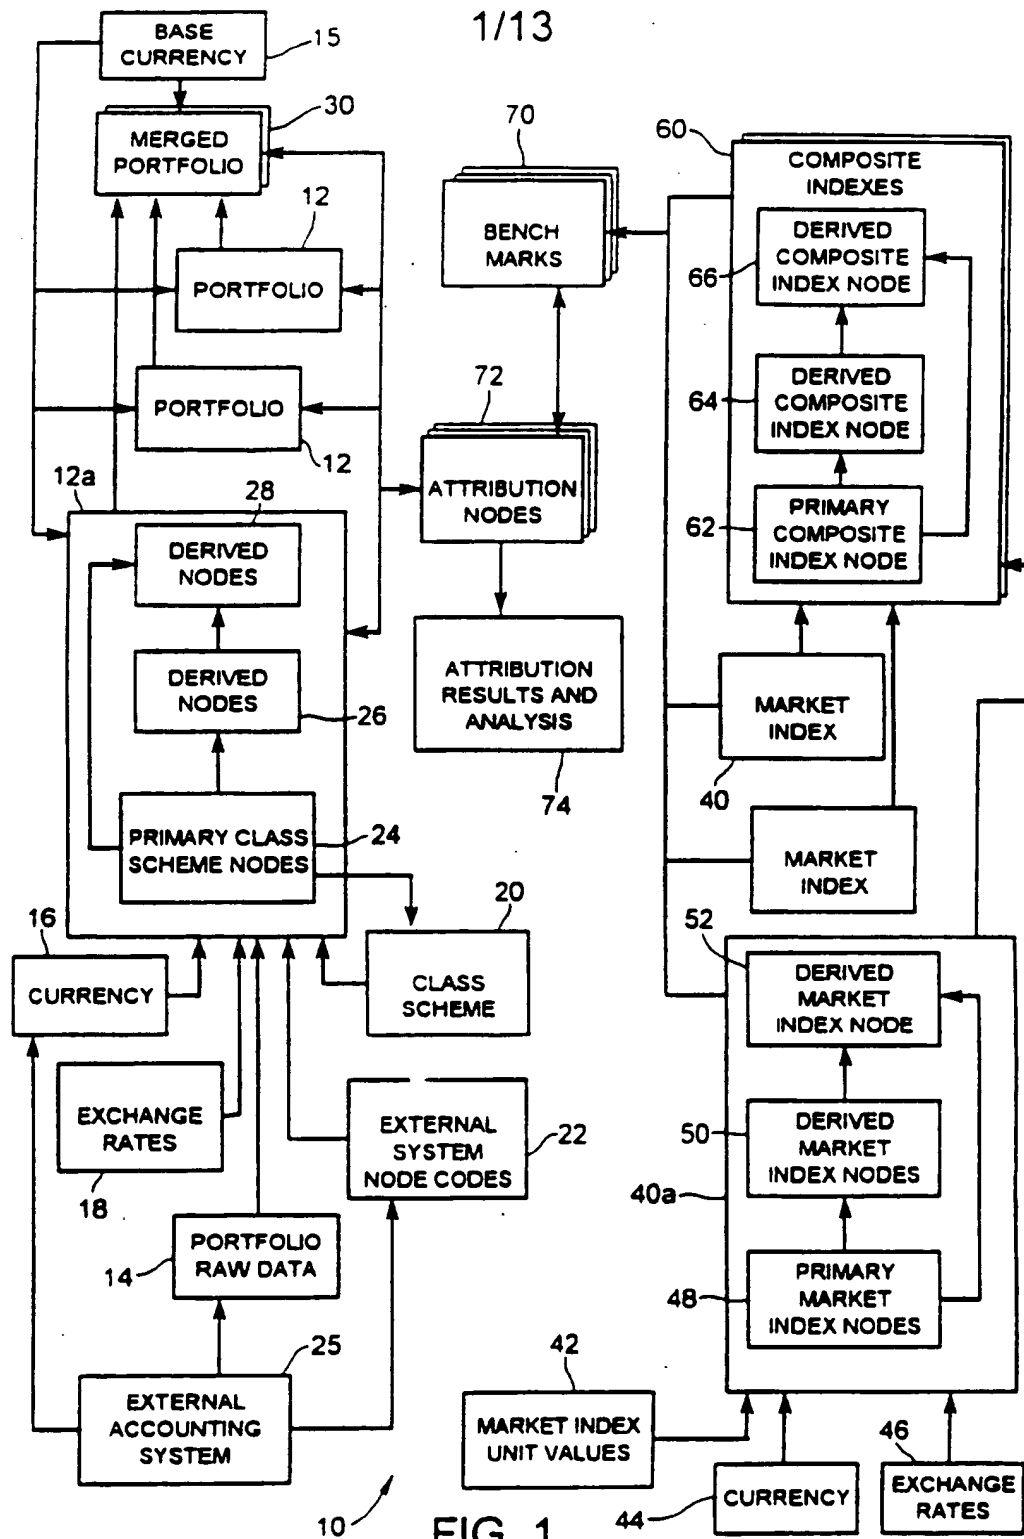 1/13
BASE
CURRENCY
15
30
MERGED
PORTFOLIO
12
PORTFOLIO
PORTFOLIO
12
12a
28
DERIVED
NODES
DERIVED
NODES
26
PRIMARY CLASS
SCHEME NODES
24
16
CURRENCY
20
CLASS
SCHEME
EXCHANGE
RATES
18
EXTERNAL
SYSTEM
NODE CODES
22
PORTFOLIO
RAW DATA
14
25
EXTERNAL
ACCOUNTING
SYSTEM
70
BENCH
MARKS
72
ATTRIBUTION
NODES
ATTRIBUTION
RESULTS AND
ANALYSIS
74
60
COMPOSITE
INDEXES
DERIVED
COMPOSITE
INDEX NODE
66
DERIVED
COMPOSITE
INDEX NODE
64
PRIMARY
COMPOSITE
INDEX NODE
62
MARKET
INDEX
40
MARKET
INDEX
52
DERIVED
MARKET
INDEX NODE
50
DERIVED
MARKET
INDEX NODES
40a
PRIMARY
MARKET
INDEX NODES
48
42
MARKET INDEX
UNIT VALUES
CURRENCY
44
46
EXCHANGE
RATES
10
FIG. 1